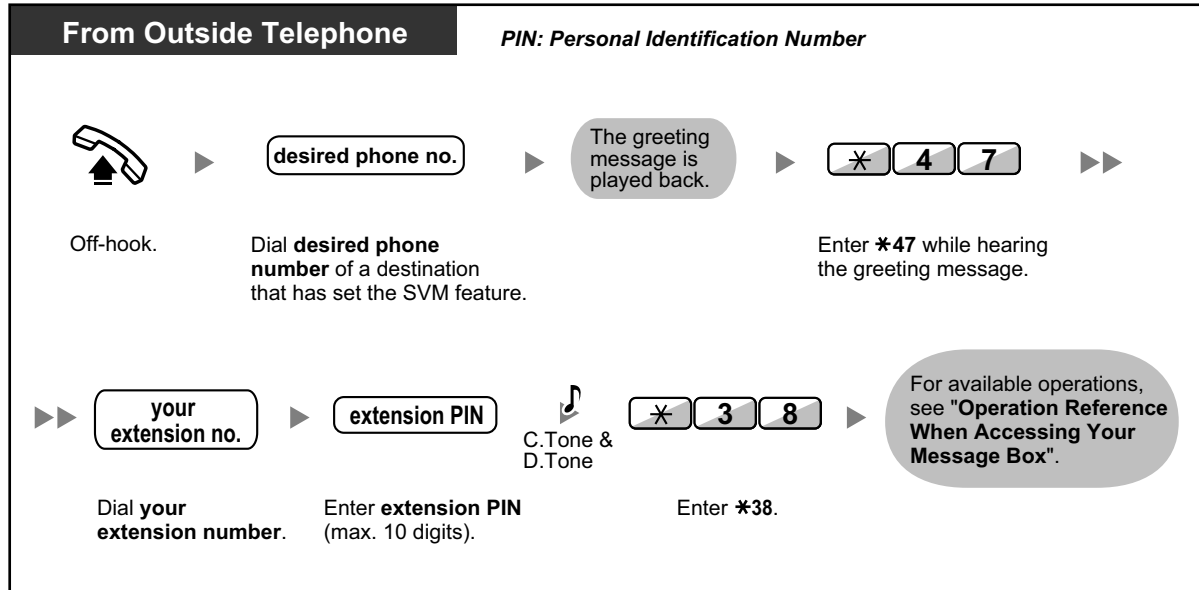 From Outside Telephone
PIN: Personal Identification Number
desired phone no.
The greeting
message is
played back.
* 4 7
Off-hook.
Dial desired phone
number of a destination
that has set the SVM feature.
Enter *47 while hearing
the greeting message.
your
extension no.
extension PIN
C.Tone &
D.Tone
* 3 8
For available operations,
see "Operation Reference
When Accessing Your
Message Box".
Dial your
extension number.
Enter extension PIN
(max. 10 digits).
Enter *38.